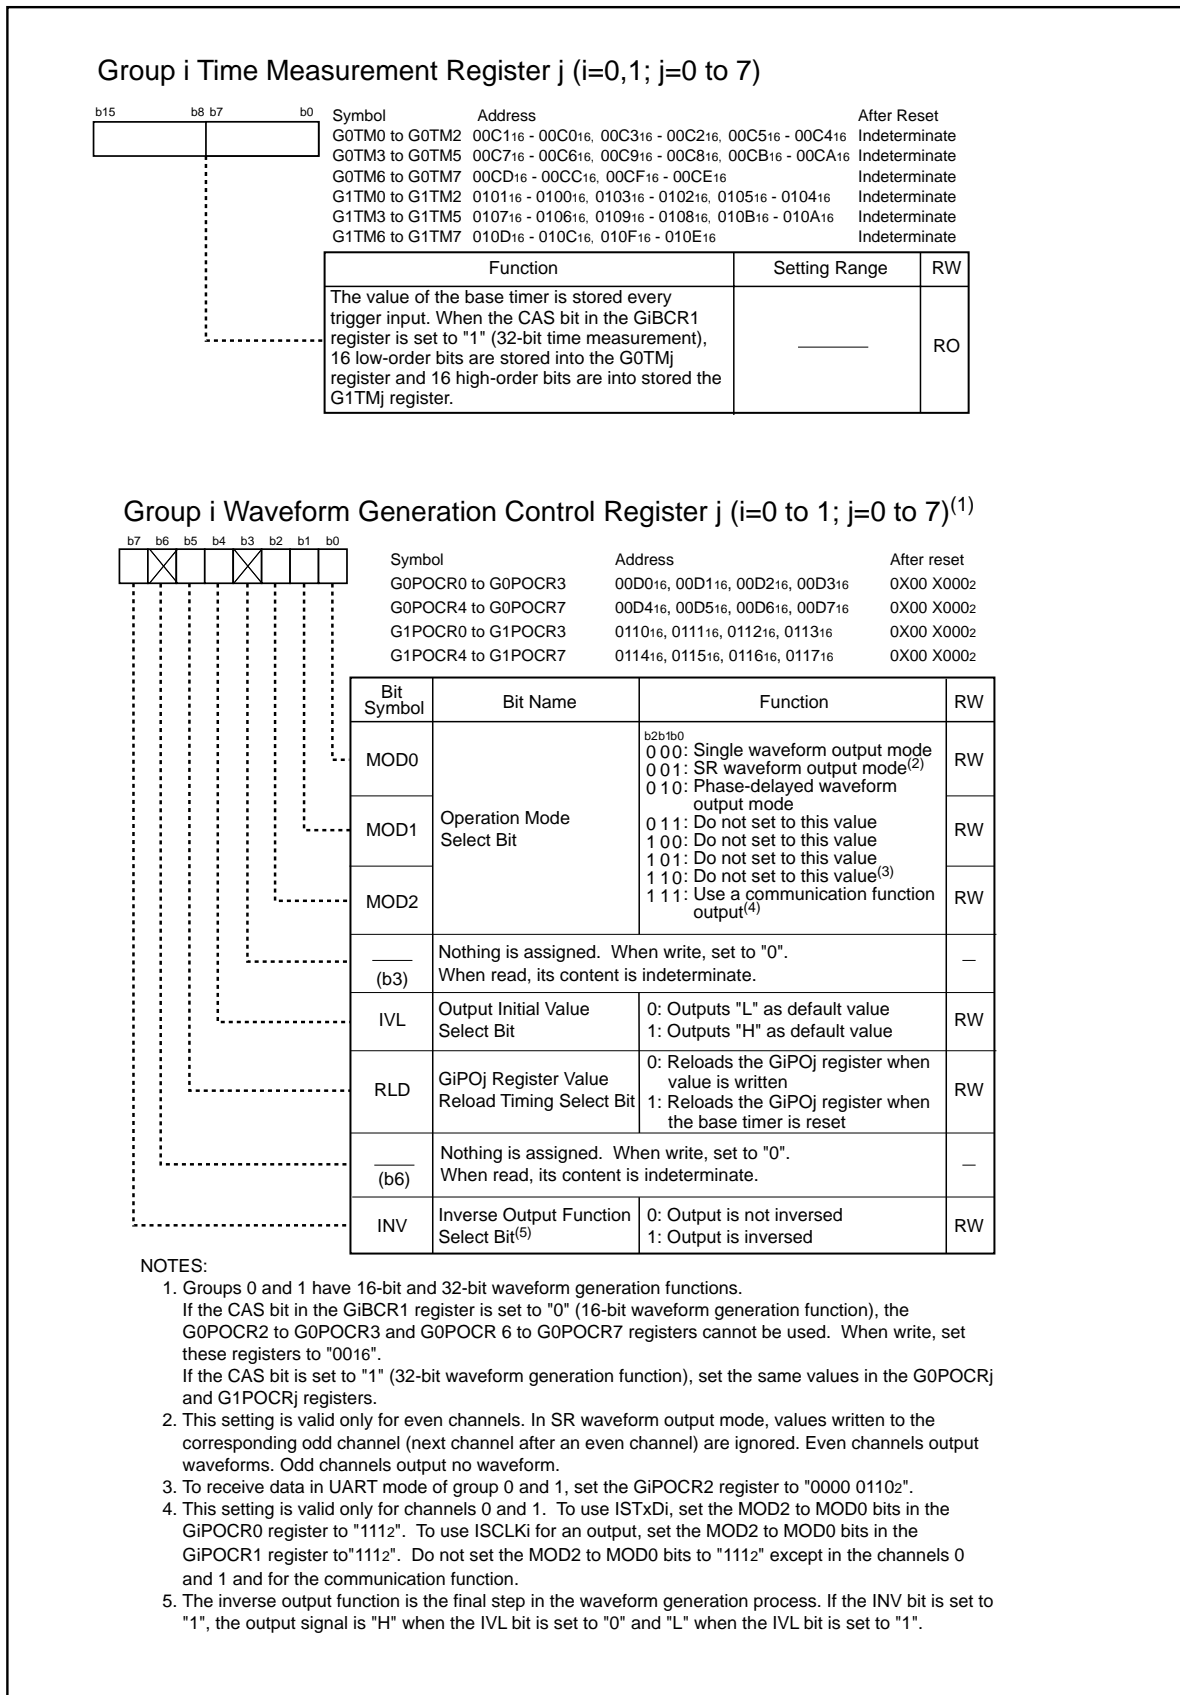 Group i Time Measurement Register j (i=0,1; j=0 to 7)
b15 b8 b7 b0
Symbol Address After Reset
G0TM0 to G0TM2 00C116 - 00C016, 00C316 - 00C216, 00C516 - 00C416 Indeterminate
G0TM3 to G0TM5 00C716 - 00C616, 00C916 - 00C816, 00CB16 - 00CA16 Indeterminate
G0TM6 to G0TM7 00CD16 - 00CC16, 00CF16 - 00CE16 Indeterminate
G1TM0 to G1TM2 010116 - 010016, 010316 - 010216, 010516 - 010416 Indeterminate
G1TM3 to G1TM5 010716 - 010616, 010916 - 010816, 010B16 - 010A16 Indeterminate
G1TM6 to G1TM7 010D16 - 010C16, 010F16 - 010E16 Indeterminate
Function Setting Range RW
The value of the base timer is stored every
trigger input. When the CAS bit in the GiBCR1
register is set to "1" (32-bit time measurement),
16 low-order bits are stored into the G0TMj
register and 16 high-order bits are into stored the
G1TMj register.
RO
Group i Waveform Generation Control Register j (i=0 to 1; j=0 to 7)(1)
b7 b6 b5 b4 b3 b2 b1 b0
Symbol Address After reset
G0POCR0 to G0POCR3 00D016, 00D116, 00D216, 00D316 0X00 X0002
G0POCR4 to G0POCR7 00D416, 00D516, 00D616, 00D716 0X00 X0002
G1POCR0 to G1POCR3 011016, 011116, 011216, 011316 0X00 X0002
G1POCR4 to G1POCR7 011416, 011516, 011616, 011716 0X00 X0002
Bit
Symbol
Bit Name Function RW
MOD0
RW
MOD1
RW
MOD2
RW
Operation Mode
Select Bit
b2b1b0
0 0 0: Single waveform output mode
0 0 1: SR waveform output mode(2)
0 1 0: Phase-delayed waveform
output mode
0 1 1: Do not set to this value
1 0 0: Do not set to this value
1 0 1: Do not set to this value
1 1 0: Do not set to this value(3)
1 1 1: Use a communication function
output(4)
(b3)
Nothing is assigned. When write, set to "0".
When read, its content is indeterminate.
—
IVL
Output Initial Value
Select Bit
0: Outputs "L" as default value
1: Outputs "H" as default value
RW
RLD
GiPOj Register Value
Reload Timing Select Bit
0: Reloads the GiPOj register when
value is written
1: Reloads the GiPOj register when
the base timer is reset
RW
(b6)
Nothing is assigned. When write, set to "0".
When read, its content is indeterminate.
—
INV
Inverse Output Function
Select Bit(5)
0: Output is not inversed
1: Output is inversed
RW
NOTES:
1. Groups 0 and 1 have 16-bit and 32-bit waveform generation functions.
If the CAS bit in the GiBCR1 register is set to "0" (16-bit waveform generation function), the
G0POCR2 to G0POCR3 and G0POCR 6 to G0POCR7 registers cannot be used. When write, set
these registers to "0016".
If the CAS bit is set to "1" (32-bit waveform generation function), set the same values in the G0POCRj
and G1POCRj registers.
2. This setting is valid only for even channels. In SR waveform output mode, values written to the
corresponding odd channel (next channel after an even channel) are ignored. Even channels output
waveforms. Odd channels output no waveform.
3. To receive data in UART mode of group 0 and 1, set the GiPOCR2 register to "0000 01102".
4. This setting is valid only for channels 0 and 1. To use ISTxDi, set the MOD2 to MOD0 bits in the
GiPOCR0 register to "1112". To use ISCLKi for an output, set the MOD2 to MOD0 bits in the
GiPOCR1 register to"1112". Do not set the MOD2 to MOD0 bits to "1112" except in the channels 0
and 1 and for the communication function.
5. The inverse output function is the final step in the waveform generation process. If the INV bit is set to
"1", the output signal is "H" when the IVL bit is set to "0" and "L" when the IVL bit is set to "1".